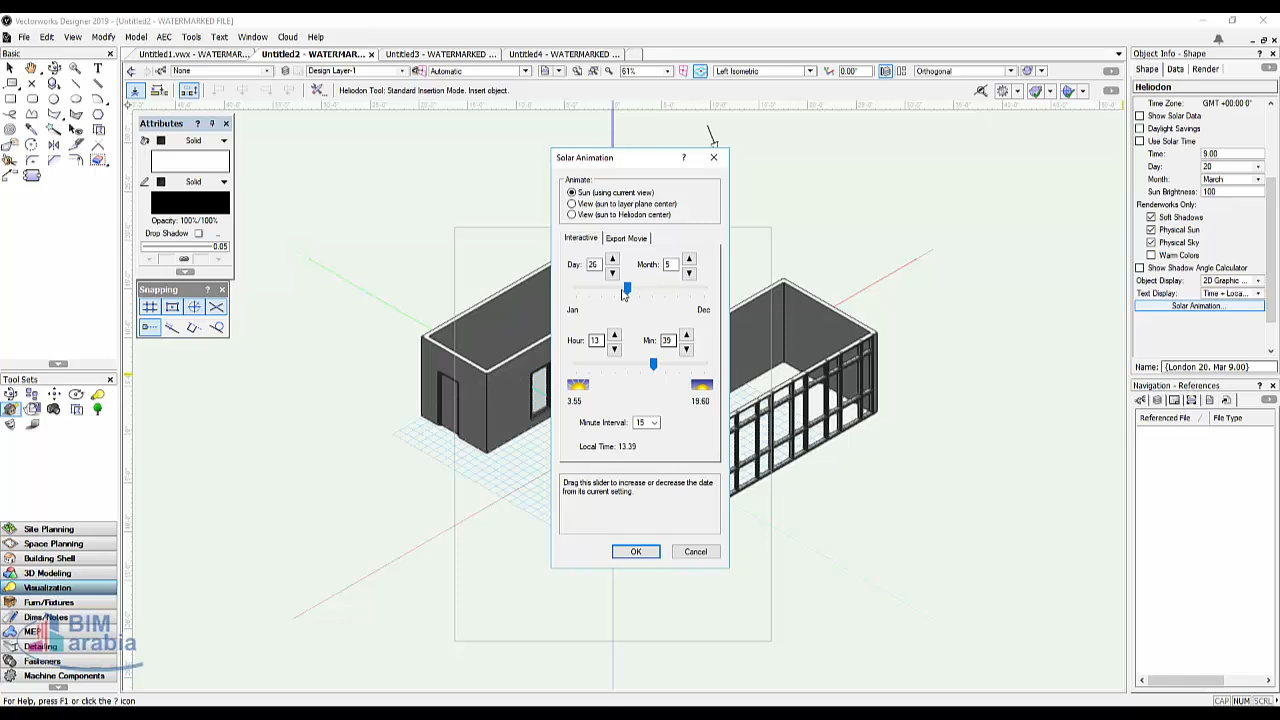 Vectorworks Designer 2019 - [Untitled2 - WATERMARKED FILE]
File Edit View Modify Model AEC Tools Text Window Cloud Help
Basic
Untitled1.vwx - WATERMAR... Untitled2 - WATERMAR... Untitled3 - WATERMARKED ... Untitled4 - WATERMARKED ...
None Design Layer-1 Automatic 61% Left Isometric 0.00° Orthogonal
Heliodon Tool: Standard Insertion Mode. Insert object.
Attributes
Solid
Solid
Opacity: 100%/100%
Drop Shadow
0.05
Snapping
Tool Sets
Site Planning
Space Planning
Building Shell
3D Modeling
Visualization
Furn/Fixtures
Dims/Notes
MEP
Detailing
Fasteners
Machine Components
BIM
arabia
Solar Animation
Animate:
Sun (using current view)
View (sun to layer plane center)
View (sun to Heliodon center)
Interactive Export Movie
Day: 26 Month: 5
Jan Dec
Hour: 13 Min: 39
3.55 19.60
Minute Interval: 15
Local Time: 13.39
Drag this slider to increase or decrease the date
from its current setting.
OK Cancel
Object Info - Shape
Shape Data Render
Heliodon
Time Zone: GMT +00.00 0°
Show Solar Data
Daylight Savings
Use Solar Time
Time: 9.00
Day: 20
Month: March
Sun Brightness: 100
Renderworks Only:
Soft Shadows
Physical Sun
Physical Sky
Warm Colors
Show Shadow Angle Calculator
Object Display: 2D Graphic ...
Text Display: Time + Loca...
Solar Animation...
Name: {London 20. Mar 9.00}
Navigation - References
Referenced File File Type
For Help, press F1 or click the ? icon
CAP NUM SCRL